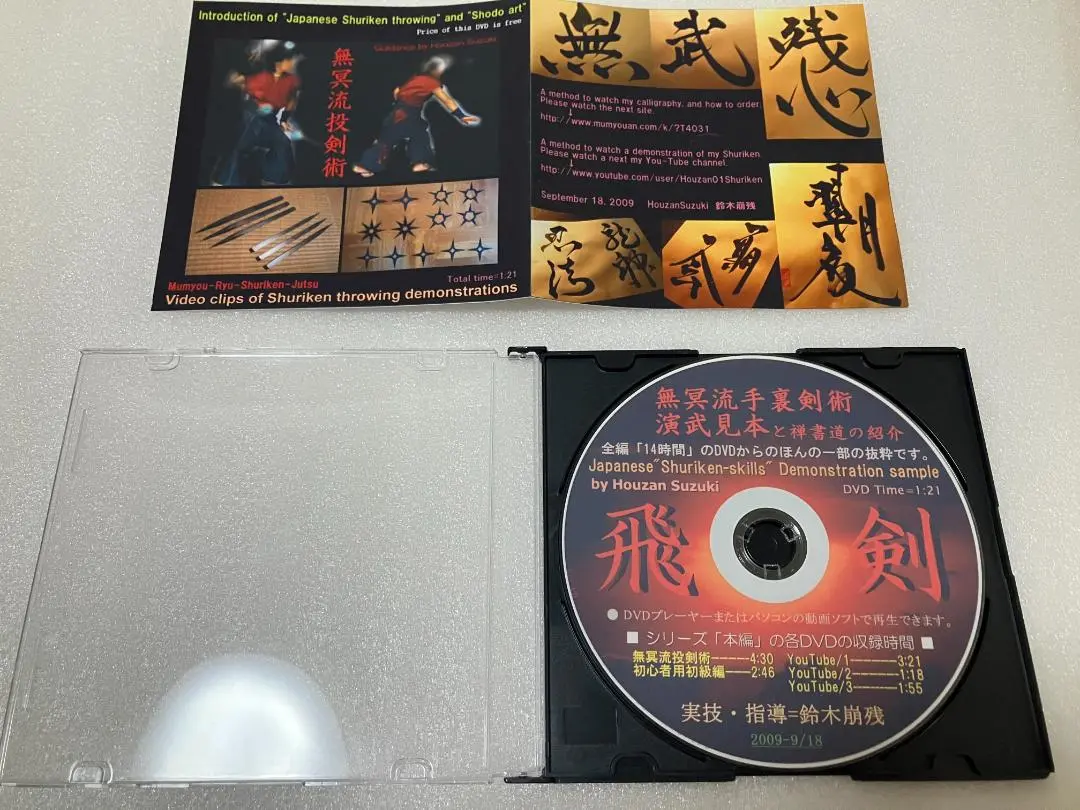 Introduction of "Japanese Shuriken throwing" and "Shodo art"
Price of this DVD is free
Guidance by Houzan Suzuki
無冥流投剣術
Total time=1.21
Mumyou-Ryu-Shuriken-Jutsu
Video clips of Shuriken throwing demonstrations
無
武
残心
A method to watch my calligraphy, and how to order.
Please watch the next site.
↓
http://www.mumyouan.com/k/?T4031
A method to watch a demonstration of my Shuriken
Please watch a next my You-Tube channel.
↓
http://www.youtube.com/user/Houzan01Shuriken
September 18, 2009 HouzanSuzuki 鈴木崩残
無冥流手裏剣術
演武見本と禅書道の紹介
全編「14時間」のDVDからのほんの一部の抜粋です。
Japanese"Shuriken-skills" Demonstration sample
by Houzan Suzuki
DVD Time=1:21
飛 剣
● DVDプレーヤーまたはパソコンの動画ソフトで再生できます。
■ シリーズ「本編」の各DVDの収録時間 ■
無冥流投剣術―――4:30 YouTube/1―――3:21
初心者用初級編――2:46 YouTube/2―――1:18
YouTube/3―――1:55
実技・指導=鈴木崩残
2009-9/18